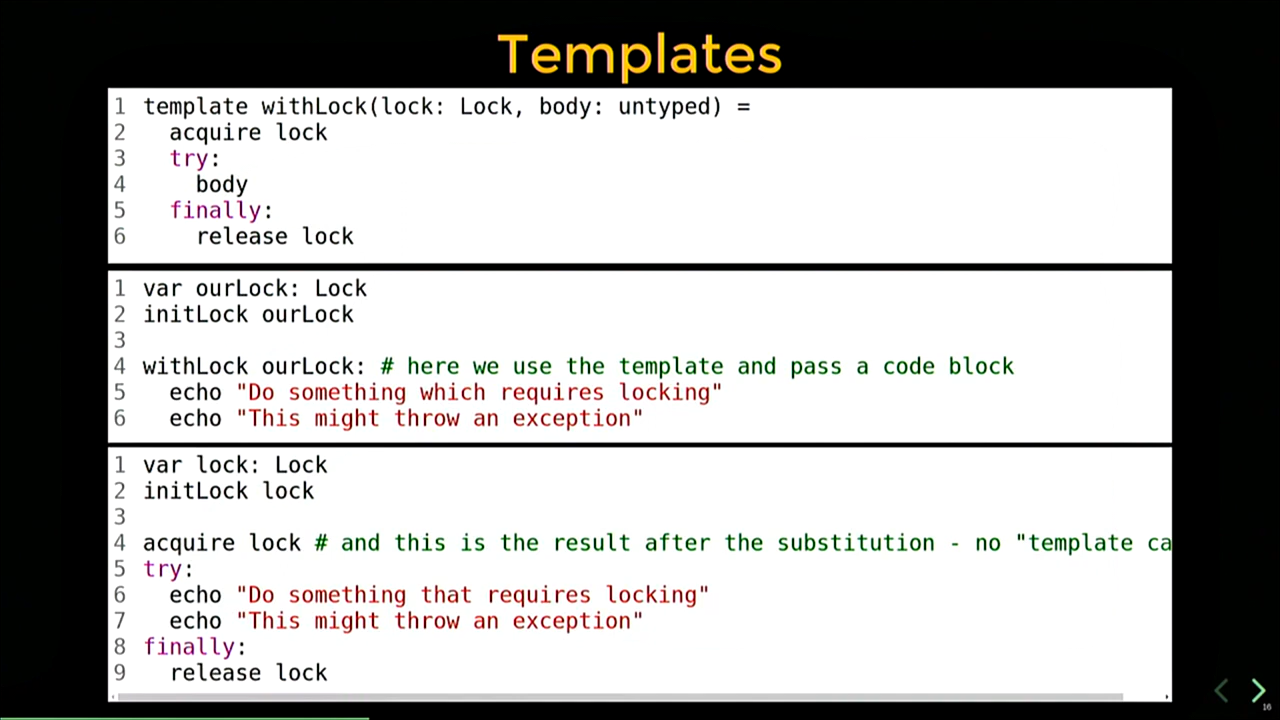 Templates
1 template withLock(lock: Lock, body: untyped) =
2   acquire lock
3   try:
4     body
5   finally:
6     release lock
1 var ourLock: Lock
2 initLock ourLock
3
4 withLock ourLock: # here we use the template and pass a code block
5   echo "Do something which requires locking"
6   echo "This might throw an exception"
1 var lock: Lock
2 initLock lock
3
4 acquire lock # and this is the result after the substitution - no "template ca
5 try:
6   echo "Do something that requires locking"
7   echo "This might throw an exception"
8 finally:
9   release lock
16